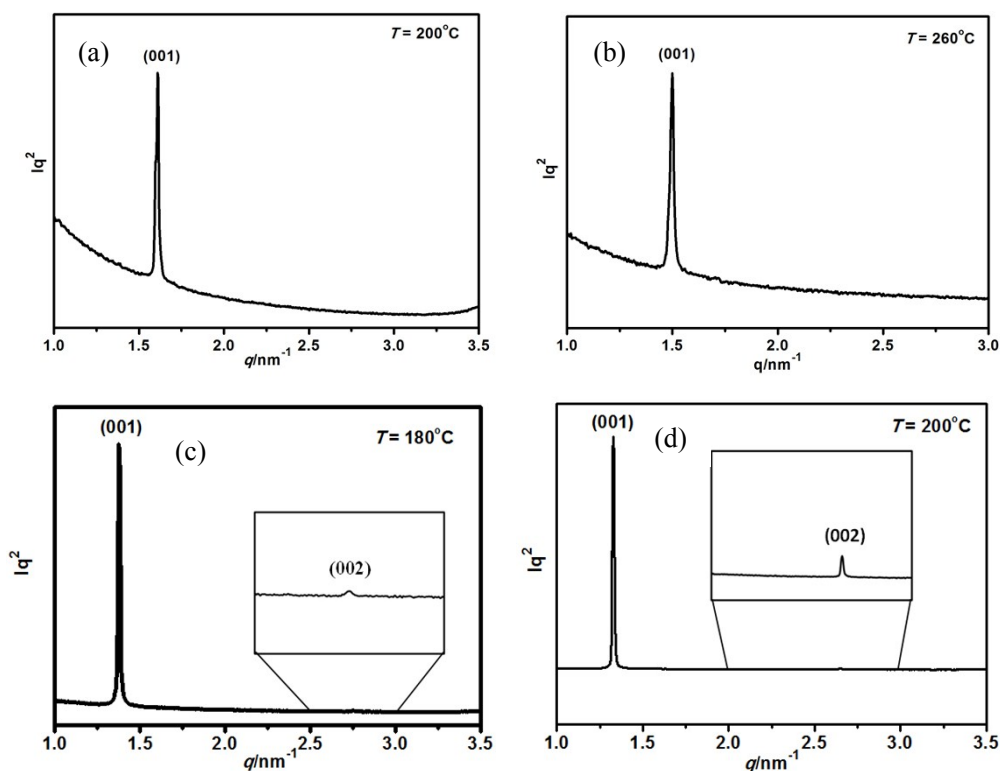 (a)
T = 200°C
(001)
Iq²
1.0 1.5 2.0 2.5 3.0 3.5
q/nm⁻¹
(b)
T = 260°C
(001)
Iq²
1.0 1.5 2.0 2.5 3.0
q/nm⁻¹
(001)
(c)
T = 180°C
(002)
Iq²
1.0 1.5 2.0 2.5 3.0 3.5
q/nm⁻¹
(001)
(d)
T = 200°C
(002)
Iq²
1.0 1.5 2.0 2.5 3.0 3.5
q/nm⁻¹